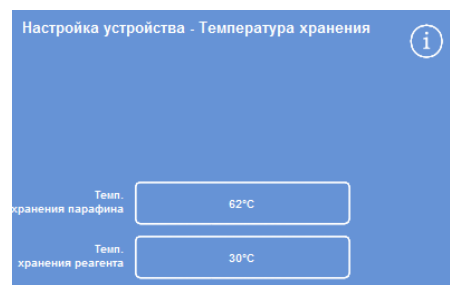 Настройка устройства - Температура хранения
i
Темп.
хранения парафина
62°C
Темп.
хранения реагента
30°C